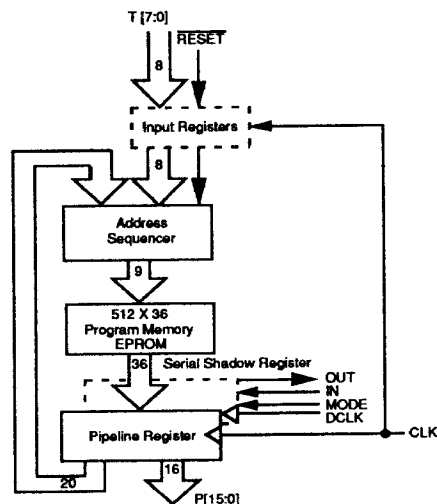 T [7:0]
RESET
8
Input Registers
8
Address
Sequencer
9
512 X 36
Program Memory
EPROM
36
Serial Shadow Register
OUT
IN
MODE
DCLK
Pipeline Register
CLK
20
16
P[15:0]